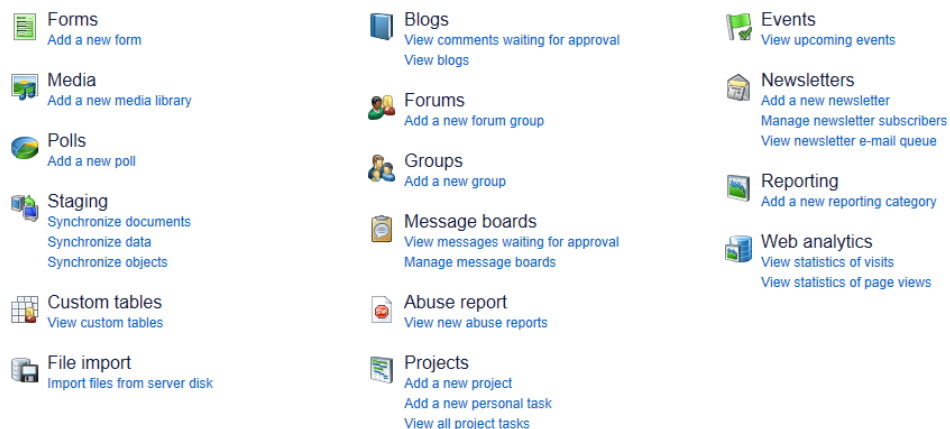 Forms
Add a new form
Media
Add a new media library
Polls
Add a new poll
Staging
Synchronize documents
Synchronize data
Synchronize objects
Custom tables
View custom tables
File import
Import files from server disk
Blogs
View comments waiting for approval
View blogs
Forums
Add a new forum group
Groups
Add a new group
Message boards
View messages waiting for approval
Manage message boards
Abuse report
View new abuse reports
Projects
Add a new project
Add a new personal task
View all project tasks
Events
View upcoming events
Newsletters
Add a new newsletter
Manage newsletter subscribers
View newsletter e-mail queue
Reporting
Add a new reporting category
Web analytics
View statistics of visits
View statistics of page views